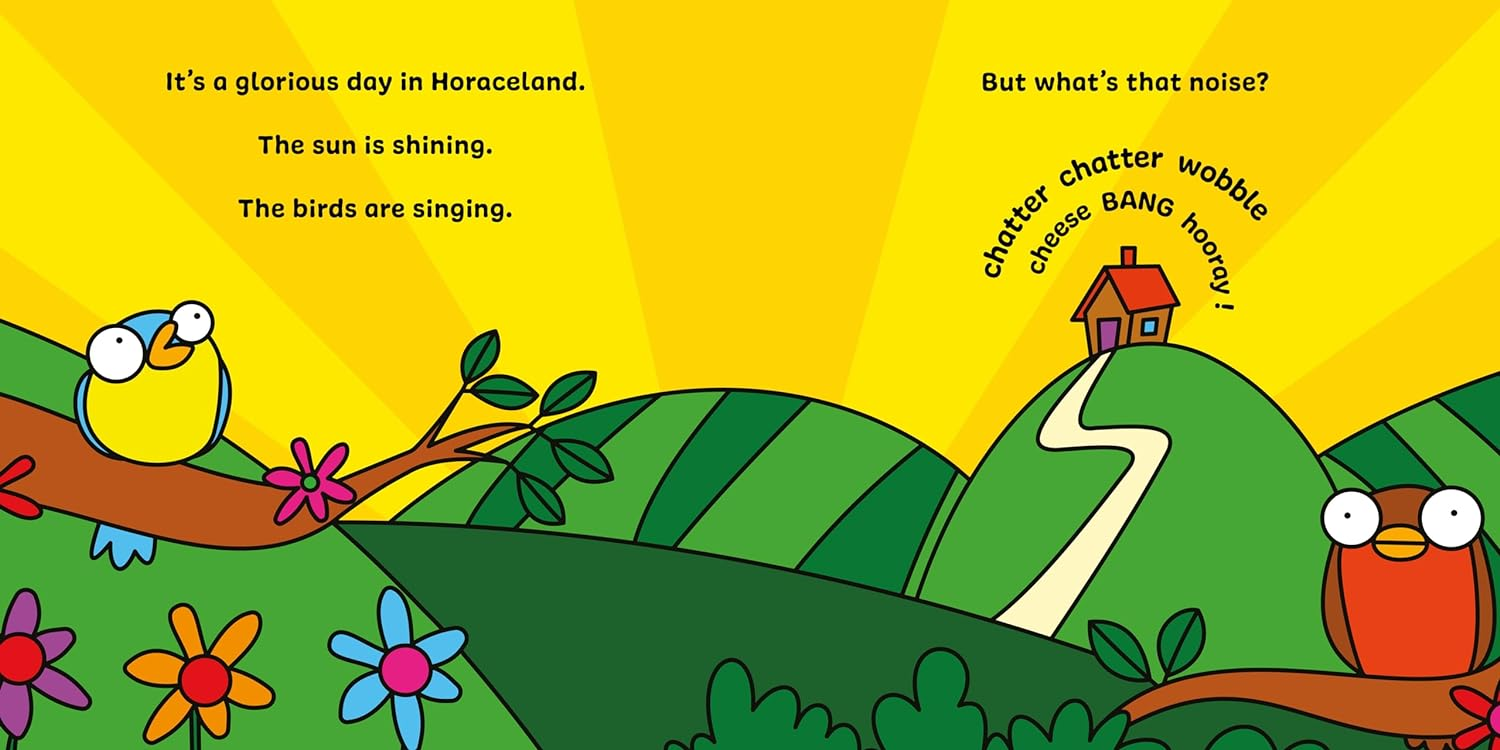 It's a glorious day in Horaceland.
The sun is shining.
The birds are singing.
But what's that noise?
chatter chatter wobble
cheese BANG hooray!